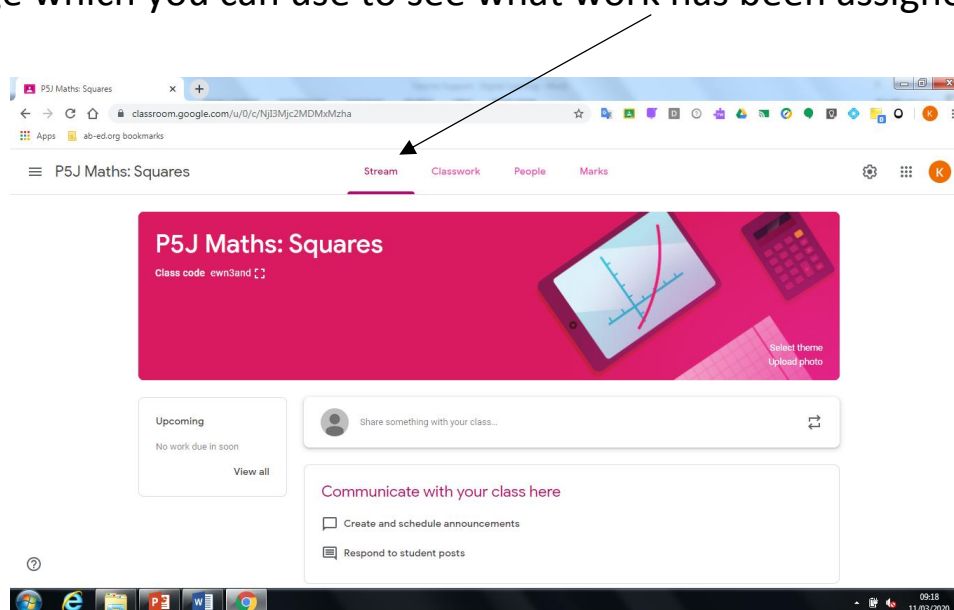 which you can use to see what work has been
P5J Maths: Squares
classroom.google.com/u/0/c/NjI3Mjc2MDMxMzha
Apps ab-ed.org bookmarks
P5J Maths: Squares Stream Classwork People Marks K
P5J Maths: Squares
Class code ewn3and
Select theme
Upload photo
Upcoming
No work due in soon
View all
Share something with your class...
Communicate with your class here
Create and schedule announcements
Respond to student posts
09:18
11/03/2020